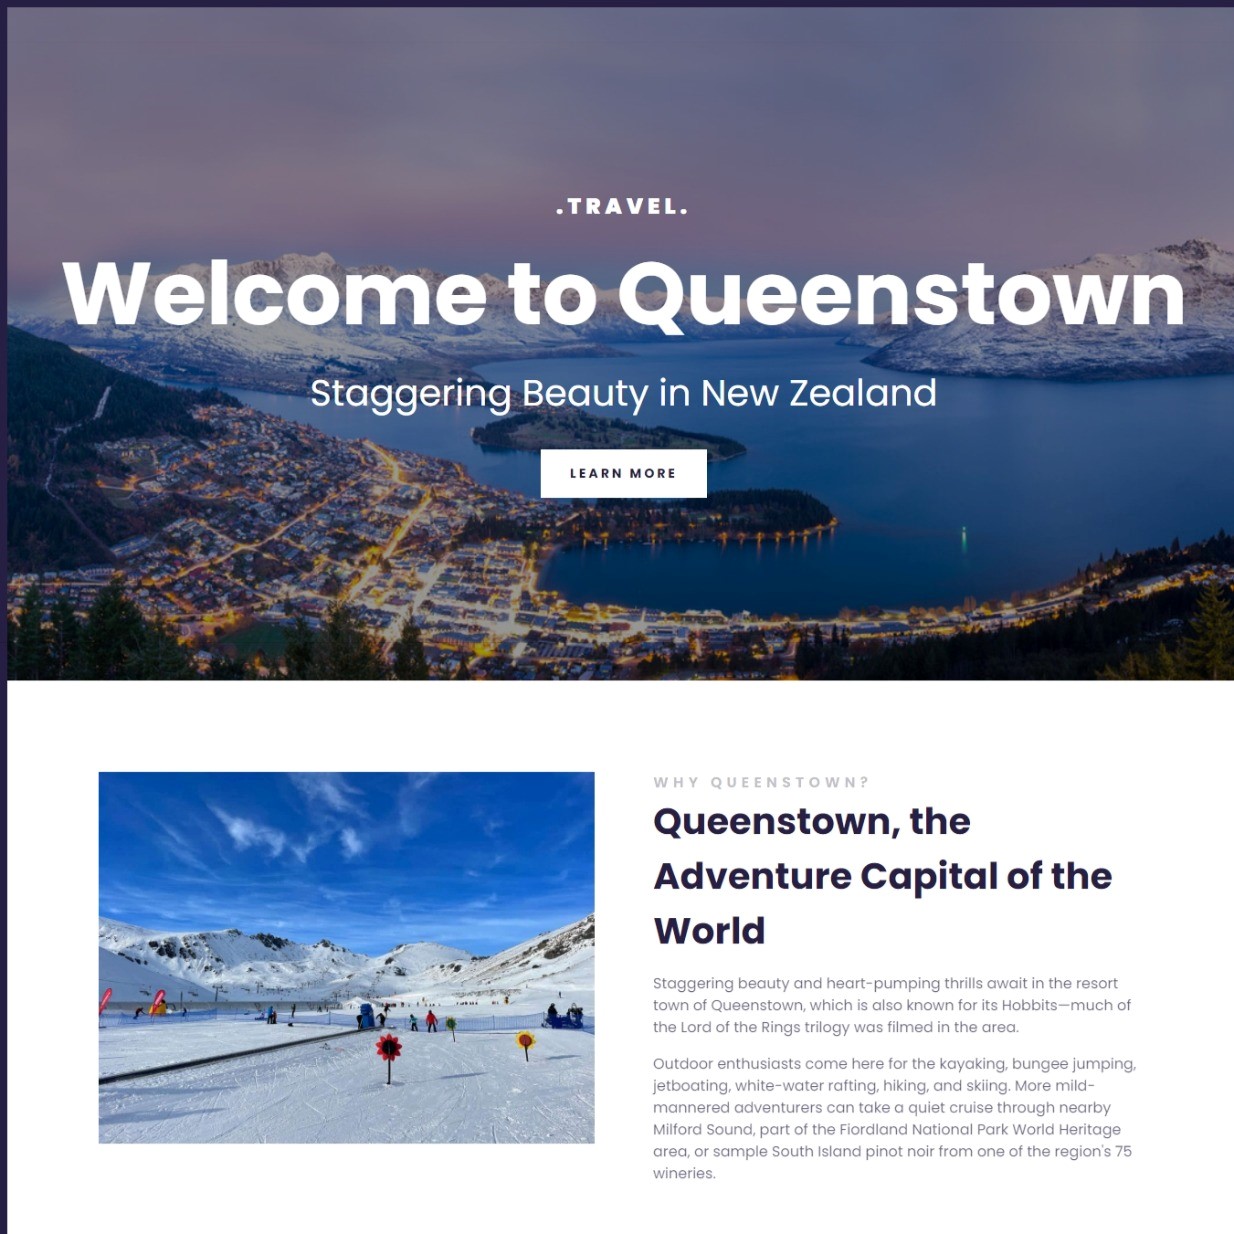 .TRAVEL.
Welcome to Queenstown
Staggering Beauty in New Zealand
LEARN MORE
WHY QUEENSTOWN?
Queenstown, the
Adventure Capital of the
World
Staggering beauty and heart-pumping thrills await in the resort
town of Queenstown, which is also known for its Hobbits—much of
the Lord of the Rings trilogy was filmed in the area.
Outdoor enthusiasts come here for the kayaking, bungee jumping,
jetboating, white-water rafting, hiking, and skiing. More mild-
mannered adventurers can take a quiet cruise through nearby
Milford Sound, part of the Fiordland National Park World Heritage
area, or sample South Island pinot noir from one of the region's 75
wineries.